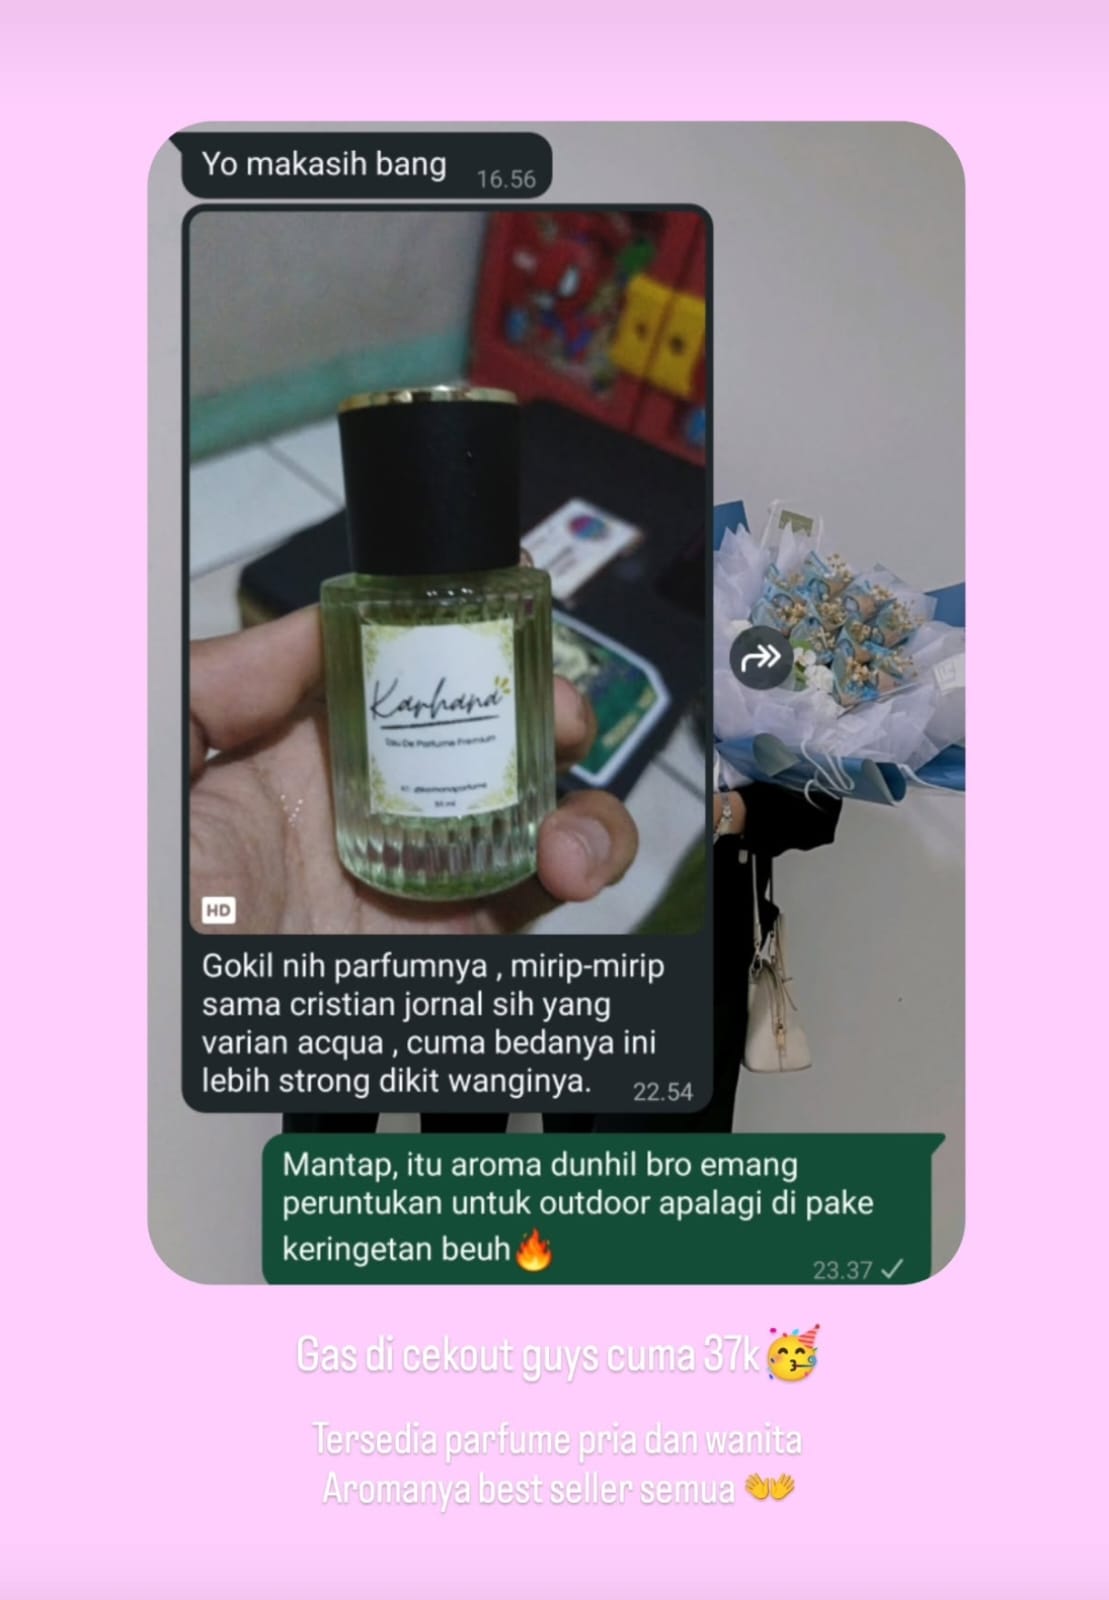 Yo makasih bang
16.56
Karhana
Eau De Parfume Premium
HD
Gokil nih parfumnya , mirip-mirip
sama cristian jornal sih yang
varian acqua , cuma bedanya ini
lebih strong dikit wanginya.
22.54
Mantap, itu aroma dunhil bro emang
peruntukan untuk outdoor apalagi di pake
keringetan beuh🔥
23.37
Gas di cekout guys cuma 37k🥳
Tersedia parfume pria dan wanita
Aromanya best seller semua 👐